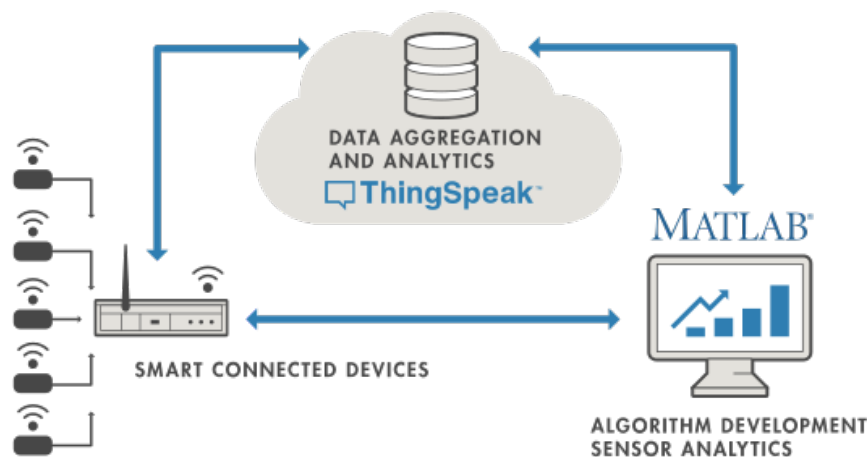 DATA AGGREGATION
AND ANALYTICS
ThingSpeak™
MATLAB®
SMART CONNECTED DEVICES
ALGORITHM DEVELOPMENT
SENSOR ANALYTICS